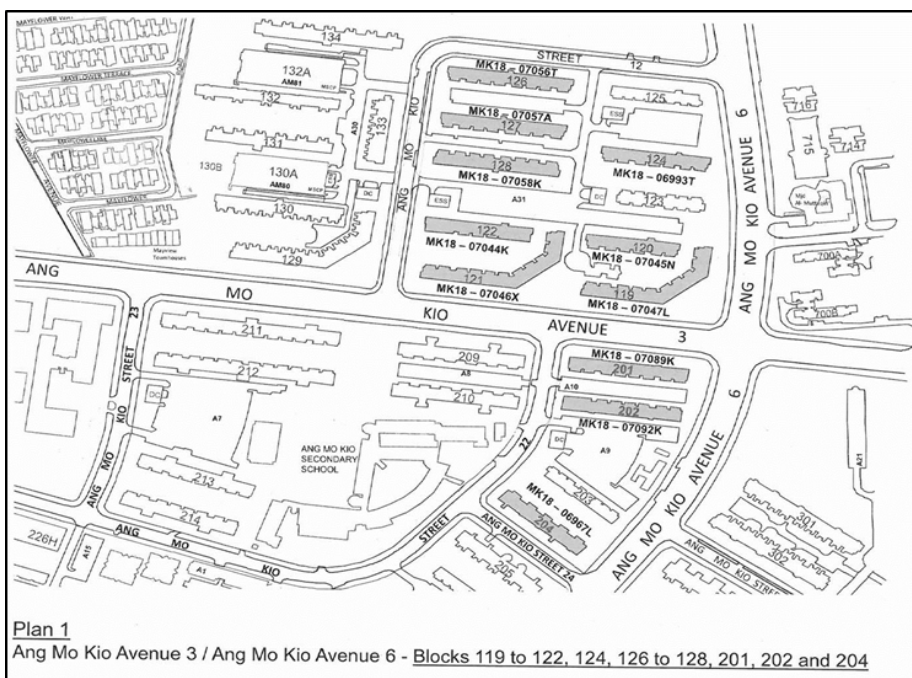 MAYFLOWER WAY
MAYFLOWER TERRACE
MAYFLOWER
134
132A
AM81
MSCP
132
131
133
A30
130B
130A
AM80
MSCP
DC
130
129
Mayview
Townhouses
ANG MO KIO
STREET 12
MK18 – 07056T
126
MK18 – 07057A
127
128
MK18 – 07058K
125
ESS
124
MK18 – 06993T
DC
123
ESS
A31
122
MK18 – 07044K
120
MK18 – 07045N
121
MK18 – 07046X
119
MK18 – 07047L
ANG MO KIO AVENUE 6
716
715
714
700A
700B
ANG MO KIO AVENUE 3
ANG MO KIO STREET 23
211
212
DC
A7
213
214
209
A8
210
ANG MO KIO
SECONDARY
SCHOOL
MK18 – 07089K
201
A10
202
MK18 – 07092K
DC
A9
203
MK18 – 06967L
204
ANG MO KIO STREET 22
ANG MO KIO STREET 24
205
ANG MO KIO AVENUE 6
A21
301
302
ANG MO KIO STREET
226H
A15
A1
Plan 1
Ang Mo Kio Avenue 3 / Ang Mo Kio Avenue 6 - Blocks 119 to 122, 124, 126 to 128, 201, 202 and 204